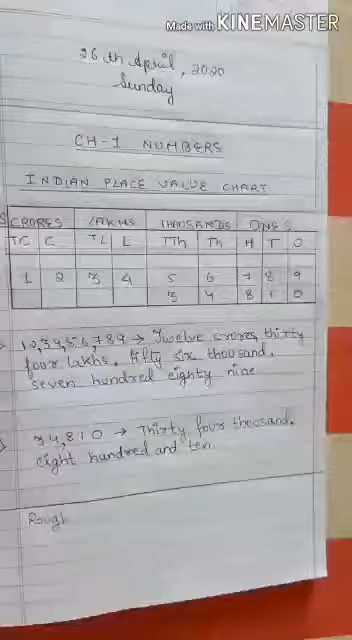 Made with KINEMASTER
26th April, 2020
Sunday
CH-1 NUMBERS
INDIAN PLACE VALUE CHART
CRORES LAKHS THOUSANDS ONES
TC C TL L TTh Th H T O
1 2 3 4 5 6 7 8 9
3 4 8 1 0
12,34,56,789 → Twelve crores, thirty
four lakhs, fifty six thousand,
seven hundred eighty nine
34,810 → Thirty four thousand,
eight hundred and ten
Rough